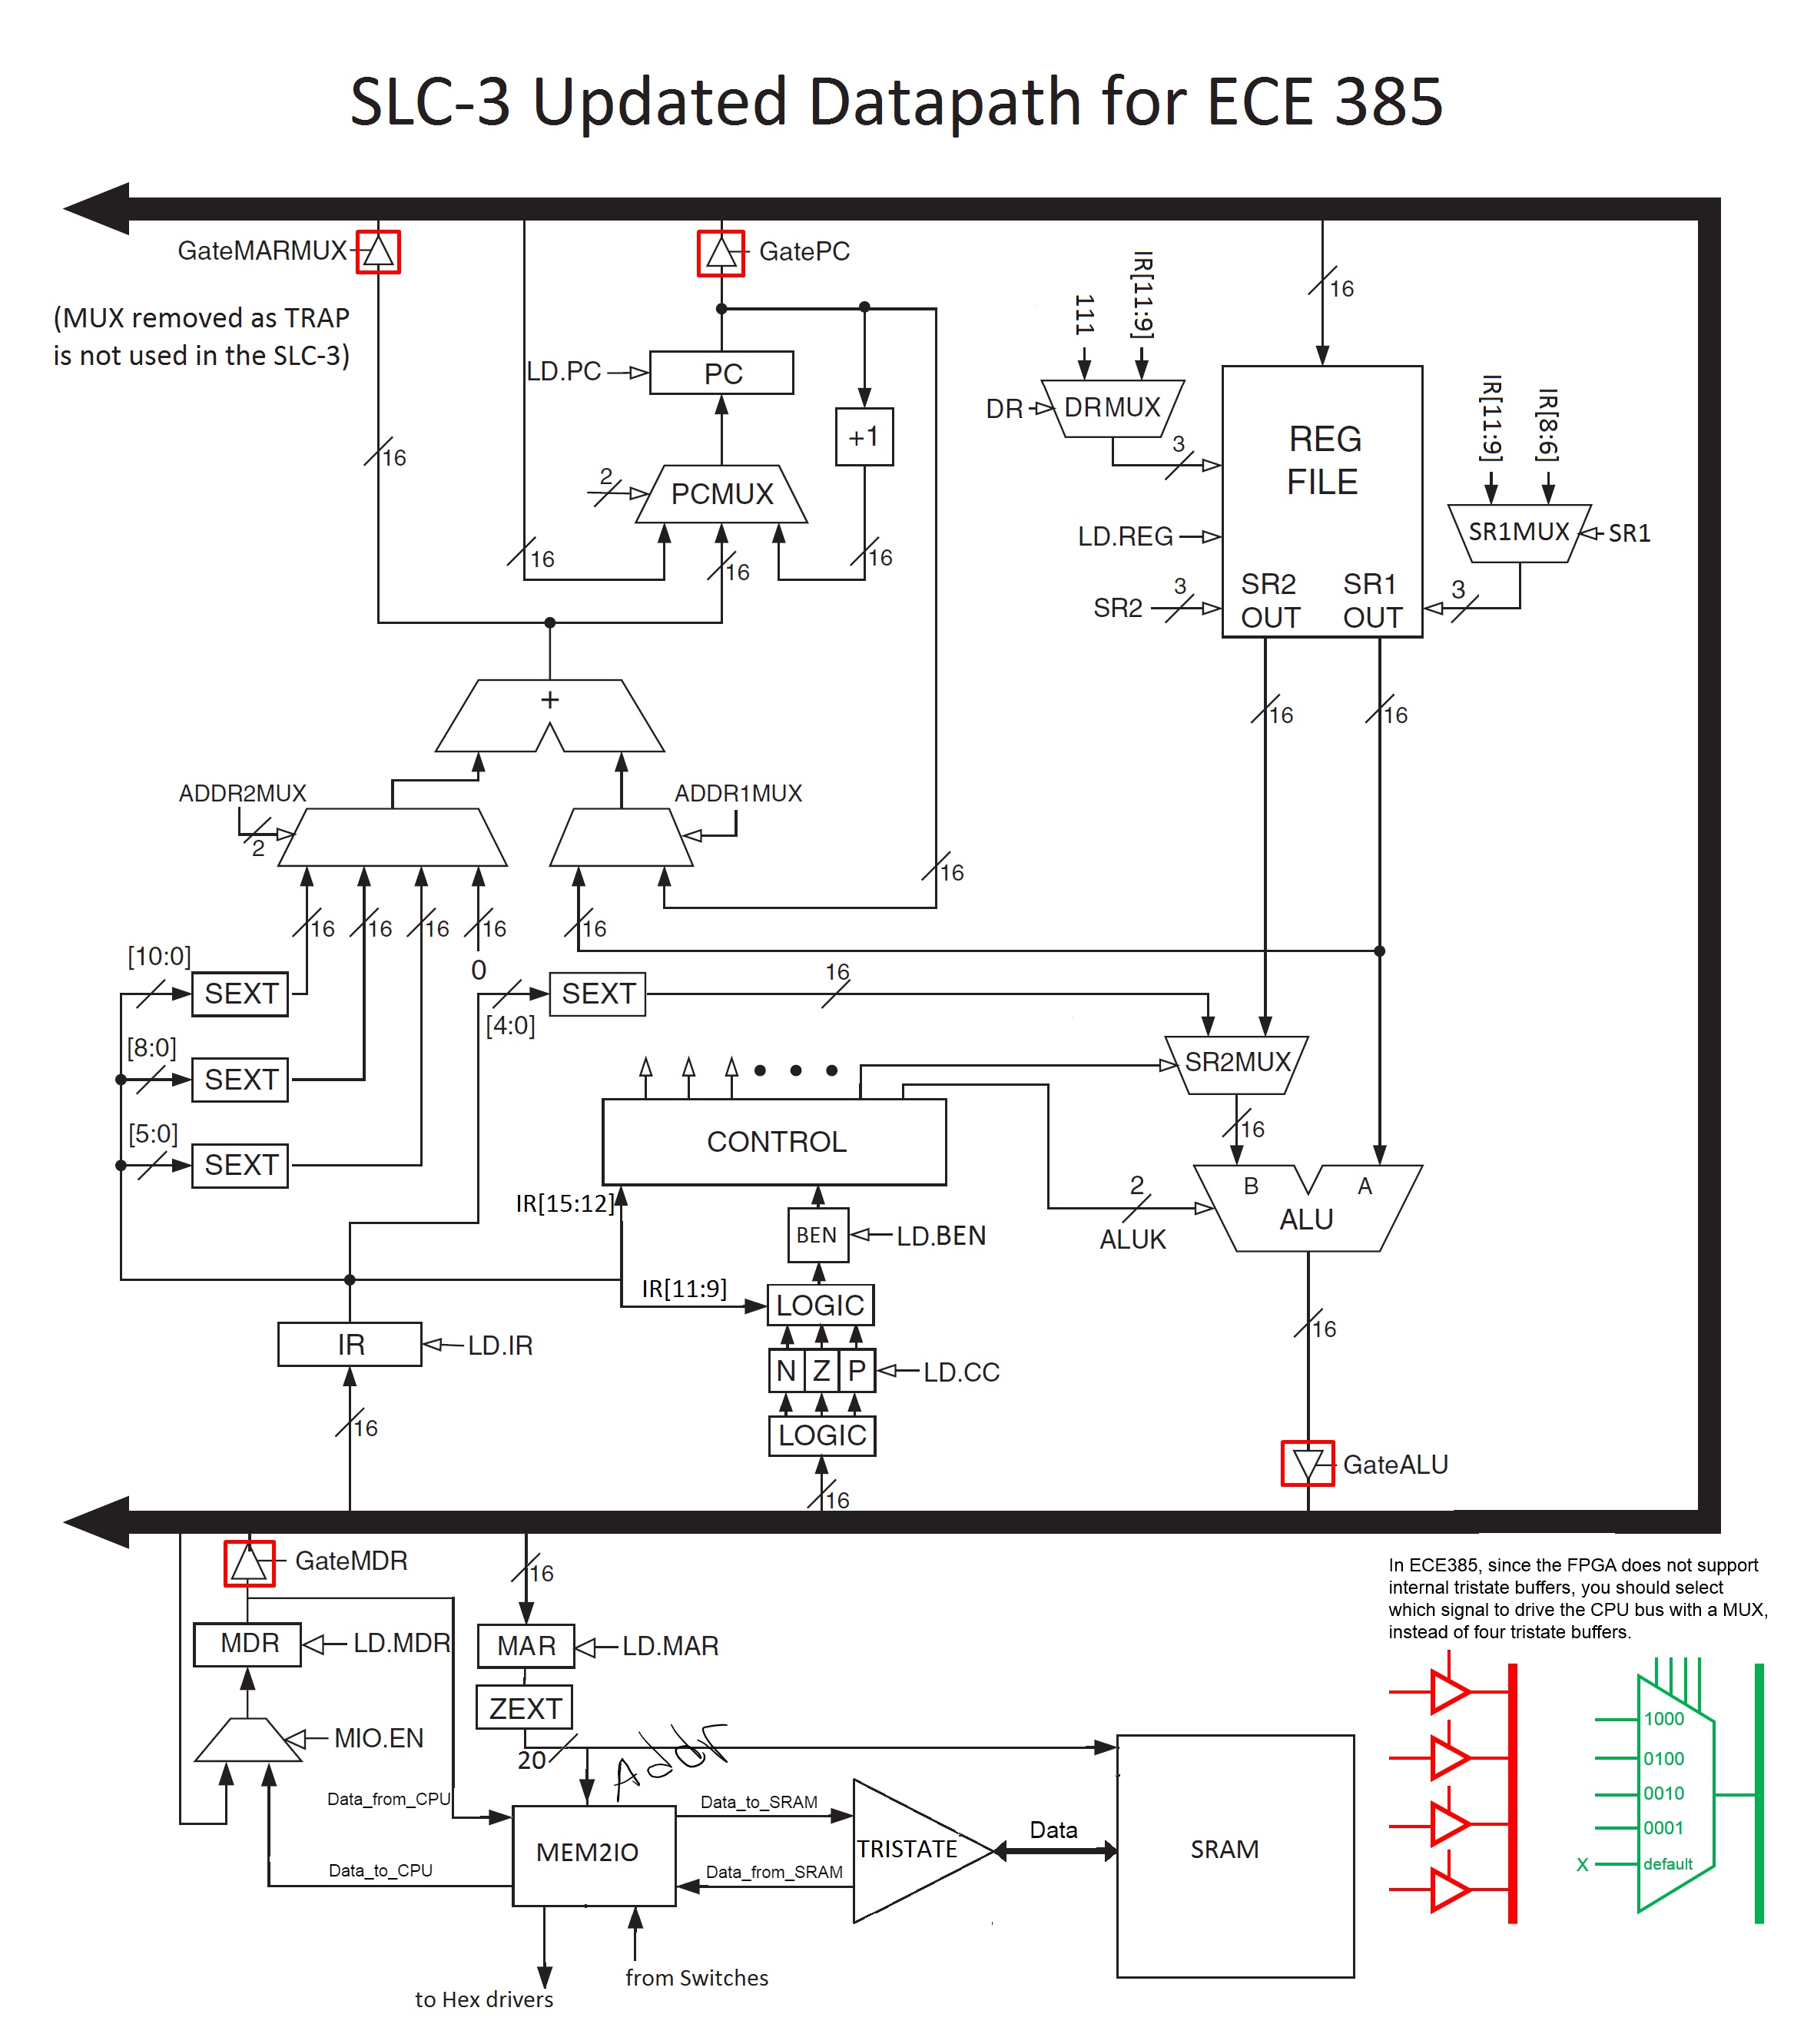 SLC-3 Updated Datapath for ECE 385
GateMARMUX
GatePC
(MUX removed as TRAP
is not used in the SLC-3)
16
111
IR[11:9]
LD.PC
PC
DR
DRMUX
+1
REG
FILE
IR[11:9]
IR[8:6]
16
3
2
PCMUX
LD.REG
SR1MUX
SR1
16
16
16
SR2
3
SR2
OUT
SR1
OUT
3
+
16
16
ADDR2MUX
ADDR1MUX
2
16
16
16
16
16
16
[10:0]
0
SEXT
SEXT
16
[4:0]
[8:0]
SEXT
SR2MUX
[5:0]
SEXT
CONTROL
16
IR[15:12]
2
B
A
ALU
ALUK
BEN
LD.BEN
IR[11:9]
LOGIC
16
IR
LD.IR
N
Z
P
LD.CC
16
LOGIC
GateALU
16
GateMDR
16
In ECE385, since the FPGA does not support
internal tristate buffers, you should select
which signal to drive the CPU bus with a MUX,
instead of four tristate buffers.
MDR
LD.MDR
MAR
LD.MAR
ZEXT
MIO.EN
20
Addr
1000
0100
0010
0001
X
default
Data_from_CPU
Data_to_SRAM
MEM2IO
TRISTATE
Data
SRAM
Data_to_CPU
Data_from_SRAM
from Switches
to Hex drivers